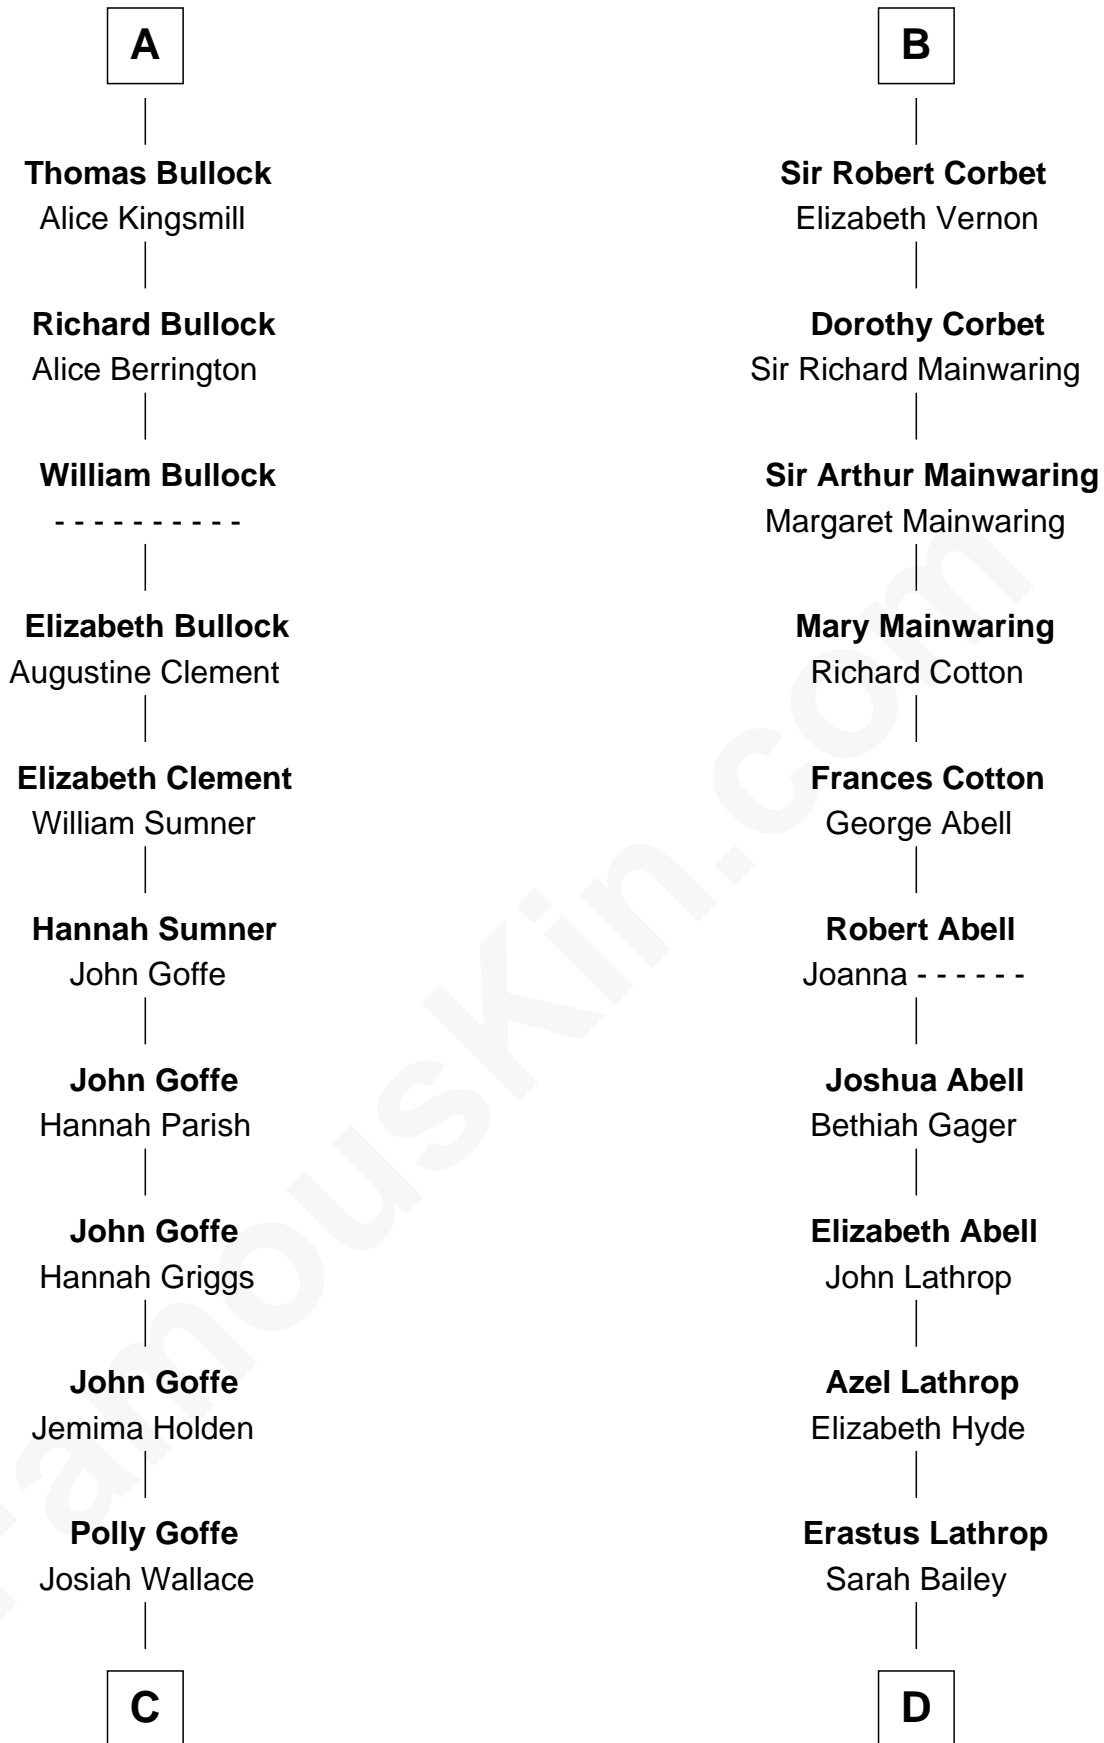 A
Thomas Bullock
Alice Kingsmill
Richard Bullock
Alice Berrington
William Bullock
- - - - - - - - - -
Elizabeth Bullock
Augustine Clement
Elizabeth Clement
William Sumner
Hannah Sumner
John Goffe
John Goffe
Hannah Parish
John Goffe
Hannah Griggs
John Goffe
Jemima Holden
Polly Goffe
Josiah Wallace
C
B
Sir Robert Corbet
Elizabeth Vernon
Dorothy Corbet
Sir Richard Mainwaring
Sir Arthur Mainwaring
Margaret Mainwaring
Mary Mainwaring
Richard Cotton
Frances Cotton
George Abell
Robert Abell
Joanna - - - - - -
Joshua Abell
Bethiah Gager
Elizabeth Abell
John Lathrop
Azel Lathrop
Elizabeth Hyde
Erastus Lathrop
Sarah Bailey
D
FamousKin.com